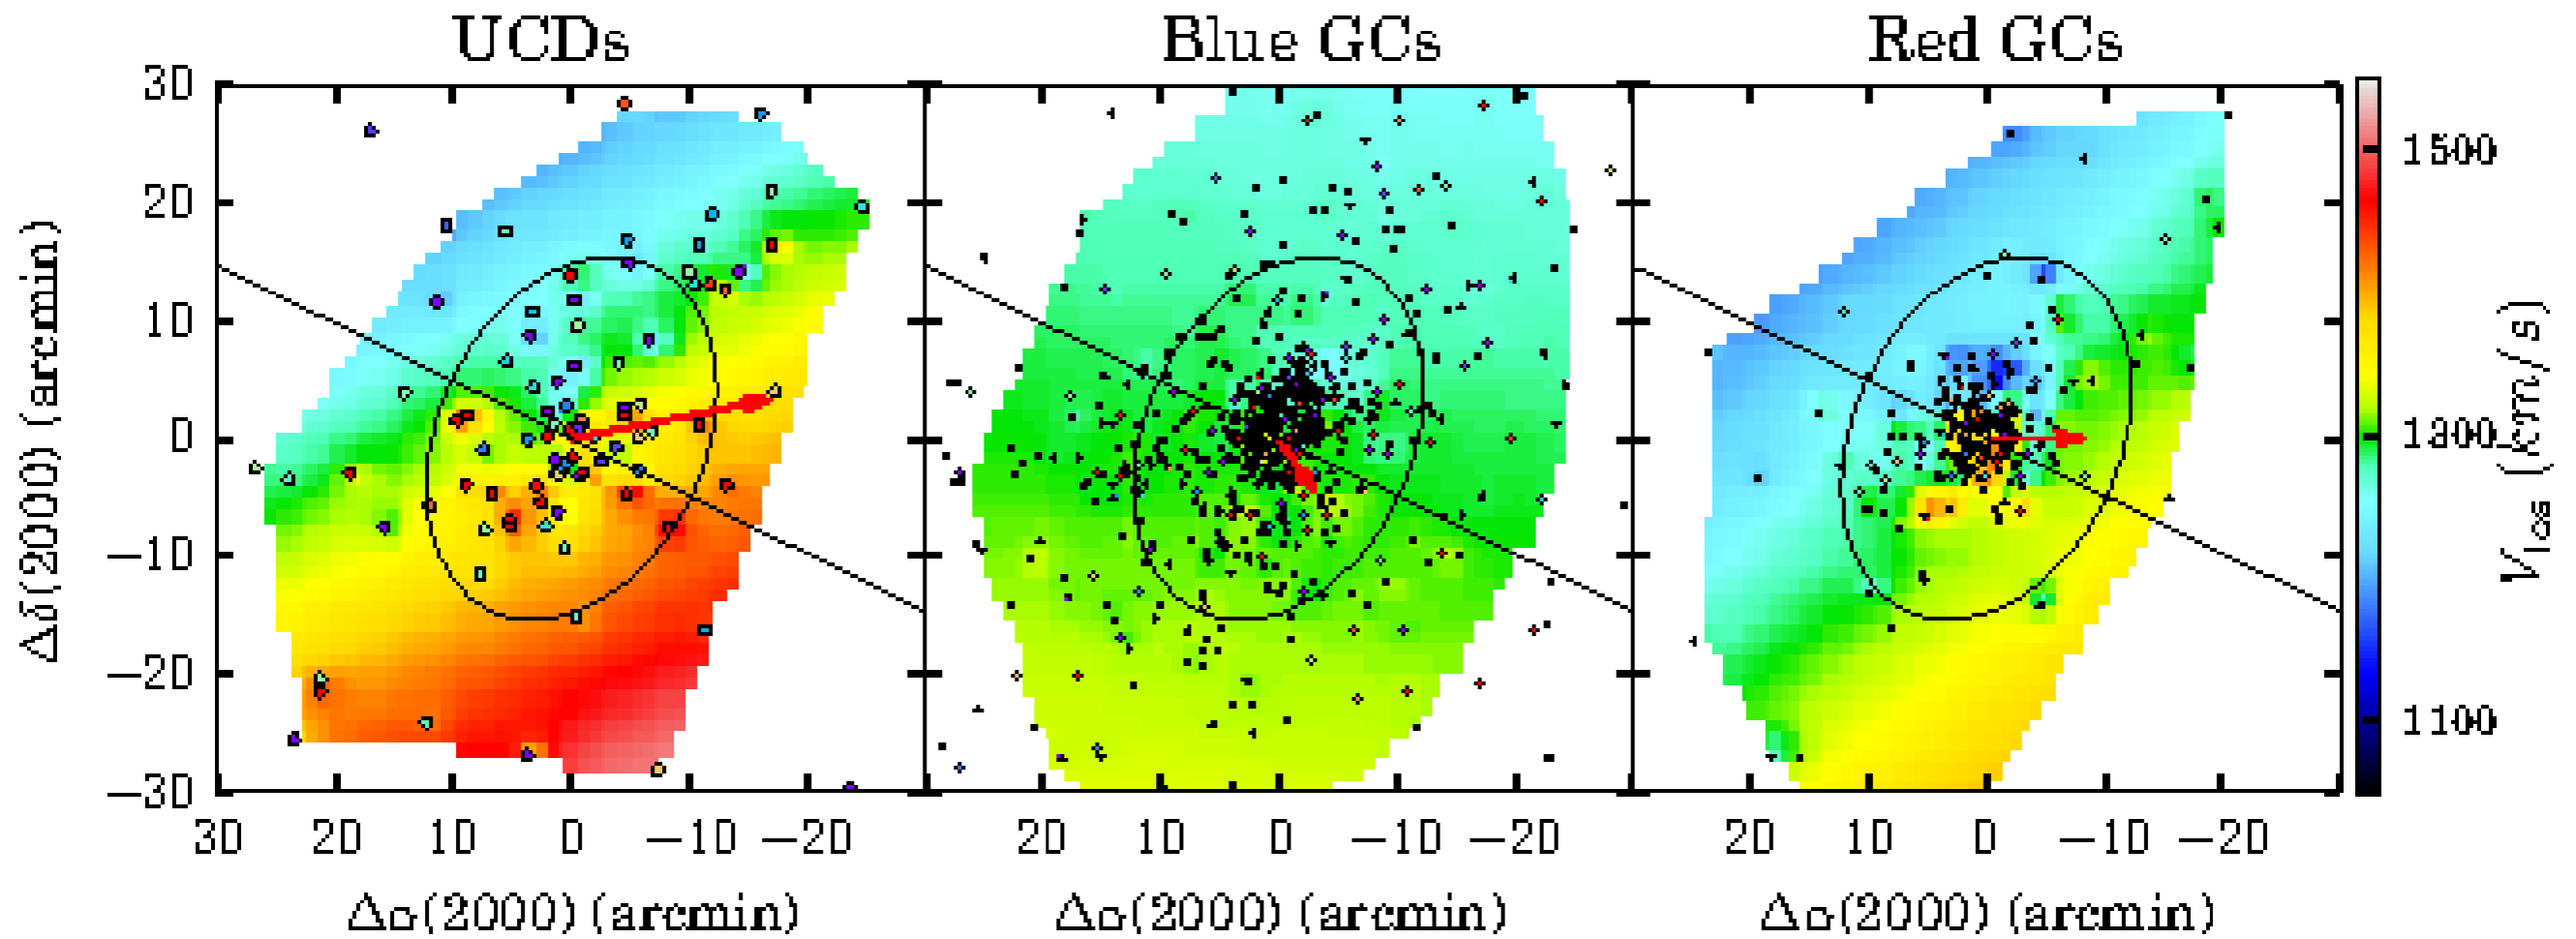 UCDs Blue GCs Red GCs
30
20
10
0
−10
−20
−30
Δδ(2000) (arcmin)
30 20 10 0 −10 −20 20 10 0 −10 −20 20 10 0 −10 −20
Δα(2000) (arcmin) Δα(2000) (arcmin) Δα(2000) (arcmin)
1500
1300
1100
Vlos (km/s)